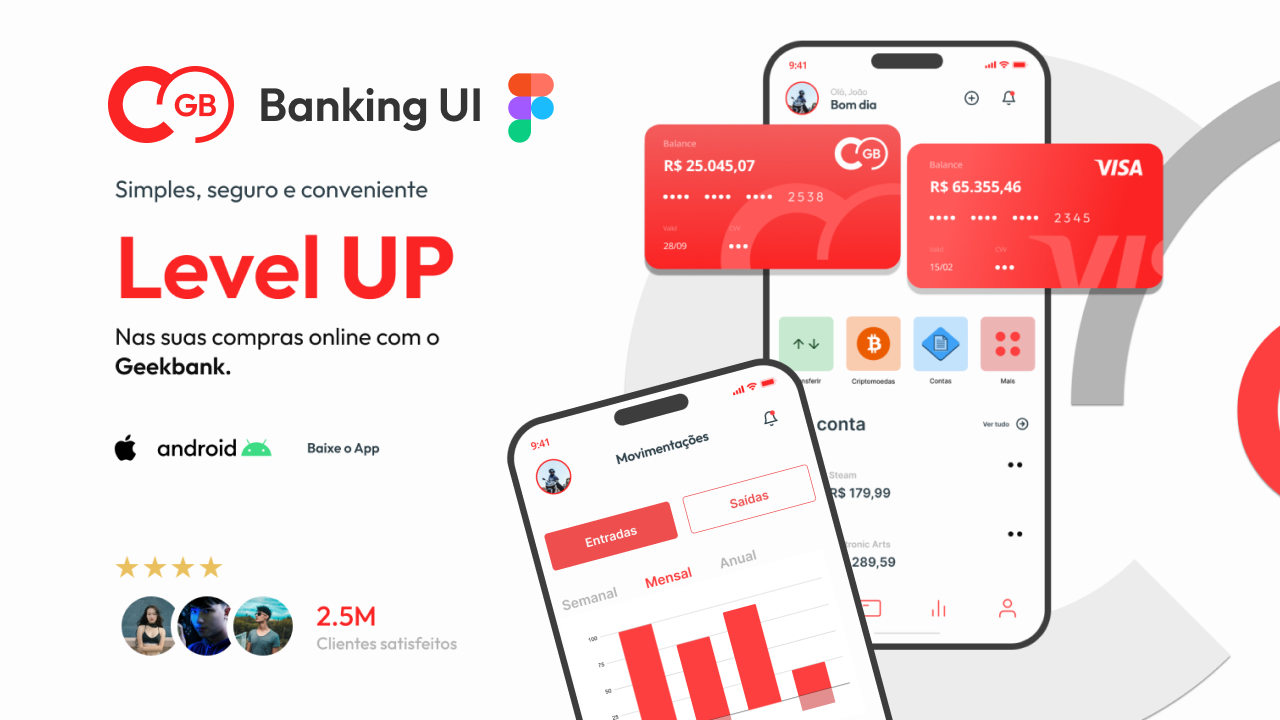 GB
Banking UI
Simples, seguro e conveniente
Level UP
Nas suas compras online com o
Geekbank.
android
Baixe o App
2.5M
Clientes satisfeitos
9:41
Olá, João
Bom dia
Balance
R$ 25.045,07
GB
2538
Valid
CVV
28/09
Balance
R$ 65.355,46
VISA
2345
Valid
CVV
15/02
VIS
nsferir
Criptomoedas
Contas
Mais
conta
Ver tudo
Steam
R$ 179,99
tronic Arts
289,59
9:41
Movimentações
Entradas
Saídas
Semanal
Mensal
Anual
100
75
50
25